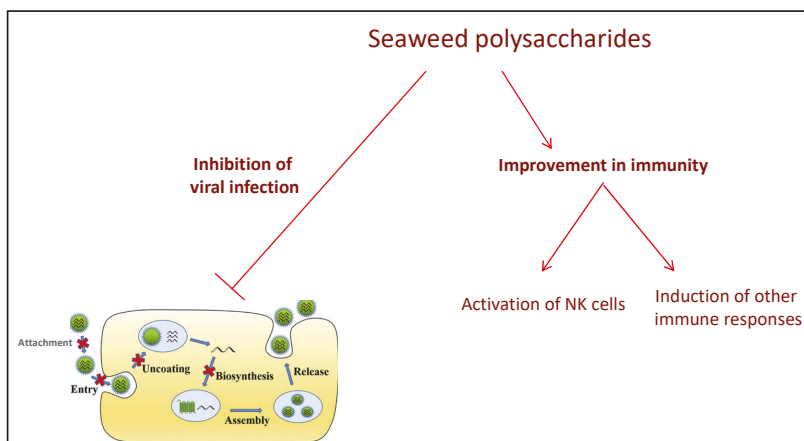 Seaweed polysaccharides
Inhibition of
viral infection
Improvement in immunity
Activation of NK cells
Induction of other
immune responses
Attachment
Entry
Uncoating
Biosynthesis
Release
Assembly